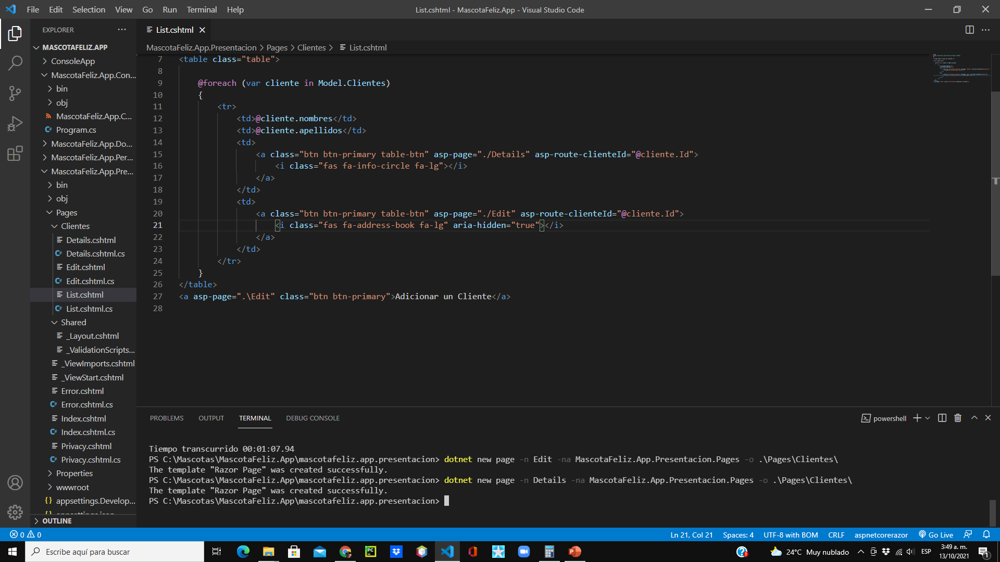 File Edit Selection View Go Run Terminal Help
List.cshtml - MascotaFeliz.App - Visual Studio Code
EXPLORER
MASCOTAFELIZ.APP
ConsoleApp
MascotaFeliz.App.Con...
bin
obj
MascotaFeliz.App.C...
Program.cs
MascotaFeliz.App.Do...
MascotaFeliz.App.Per...
MascotaFeliz.App.Pre...
bin
obj
Pages
Clientes
Details.cshtml
Details.cshtml.cs
Edit.cshtml
Edit.cshtml.cs
List.cshtml
List.cshtml.cs
Shared
_Layout.cshtml
_ValidationScripts...
_ViewImports.cshtml
_ViewStart.cshtml
Error.cshtml
Error.cshtml.cs
Index.cshtml
Index.cshtml.cs
Privacy.cshtml
Privacy.cshtml.cs
Properties
wwwroot
{} appsettings.Develop...
OUTLINE
List.cshtml
MascotaFeliz.App.Presentacion > Pages > Clientes > List.cshtml
7 <table class="table">
8
9 @foreach (var cliente in Model.Clientes)
10 {
11 <tr>
12 <td>@cliente.nombres</td>
13 <td>@cliente.apellidos</td>
14 <td>
15 <a class="btn btn-primary table-btn" asp-page="./Details" asp-route-clienteId="@cliente.Id">
16 <i class="fas fa-info-circle fa-lg"></i>
17 </a>
18 </td>
19 <td>
20 <a class="btn btn-primary table-btn" asp-page="./Edit" asp-route-clienteId="@cliente.Id">
21 <i class="fas fa-address-book fa-lg" aria-hidden="true"></i>
22 </a>
23 </td>
24 </tr>
25 }
26 </table>
27 <a asp-page=".\Edit" class="btn btn-primary">Adicionar un Cliente</a>
28
PROBLEMS OUTPUT TERMINAL DEBUG CONSOLE
powershell
Tiempo transcurrido 00:01:07.94
PS C:\Mascotas\MascotaFeliz.App\mascotafeliz.app.presentacion> dotnet new page -n Edit -na MascotaFeliz.App.Presentacion.Pages -o .\Pages\Clientes\
The template "Razor Page" was created successfully.
PS C:\Mascotas\MascotaFeliz.App\mascotafeliz.app.presentacion> dotnet new page -n Details -na MascotaFeliz.App.Presentacion.Pages -o .\Pages\Clientes\
The template "Razor Page" was created successfully.
PS C:\Mascotas\MascotaFeliz.App\mascotafeliz.app.presentacion>
0 0
Ln 21, Col 21 Spaces: 4 UTF-8 with BOM CRLF aspnetcorerazor Go Live
Escribe aquí para buscar
PC
24°C Muy nublado
ESP
3:49 a. m.
13/10/2021
1